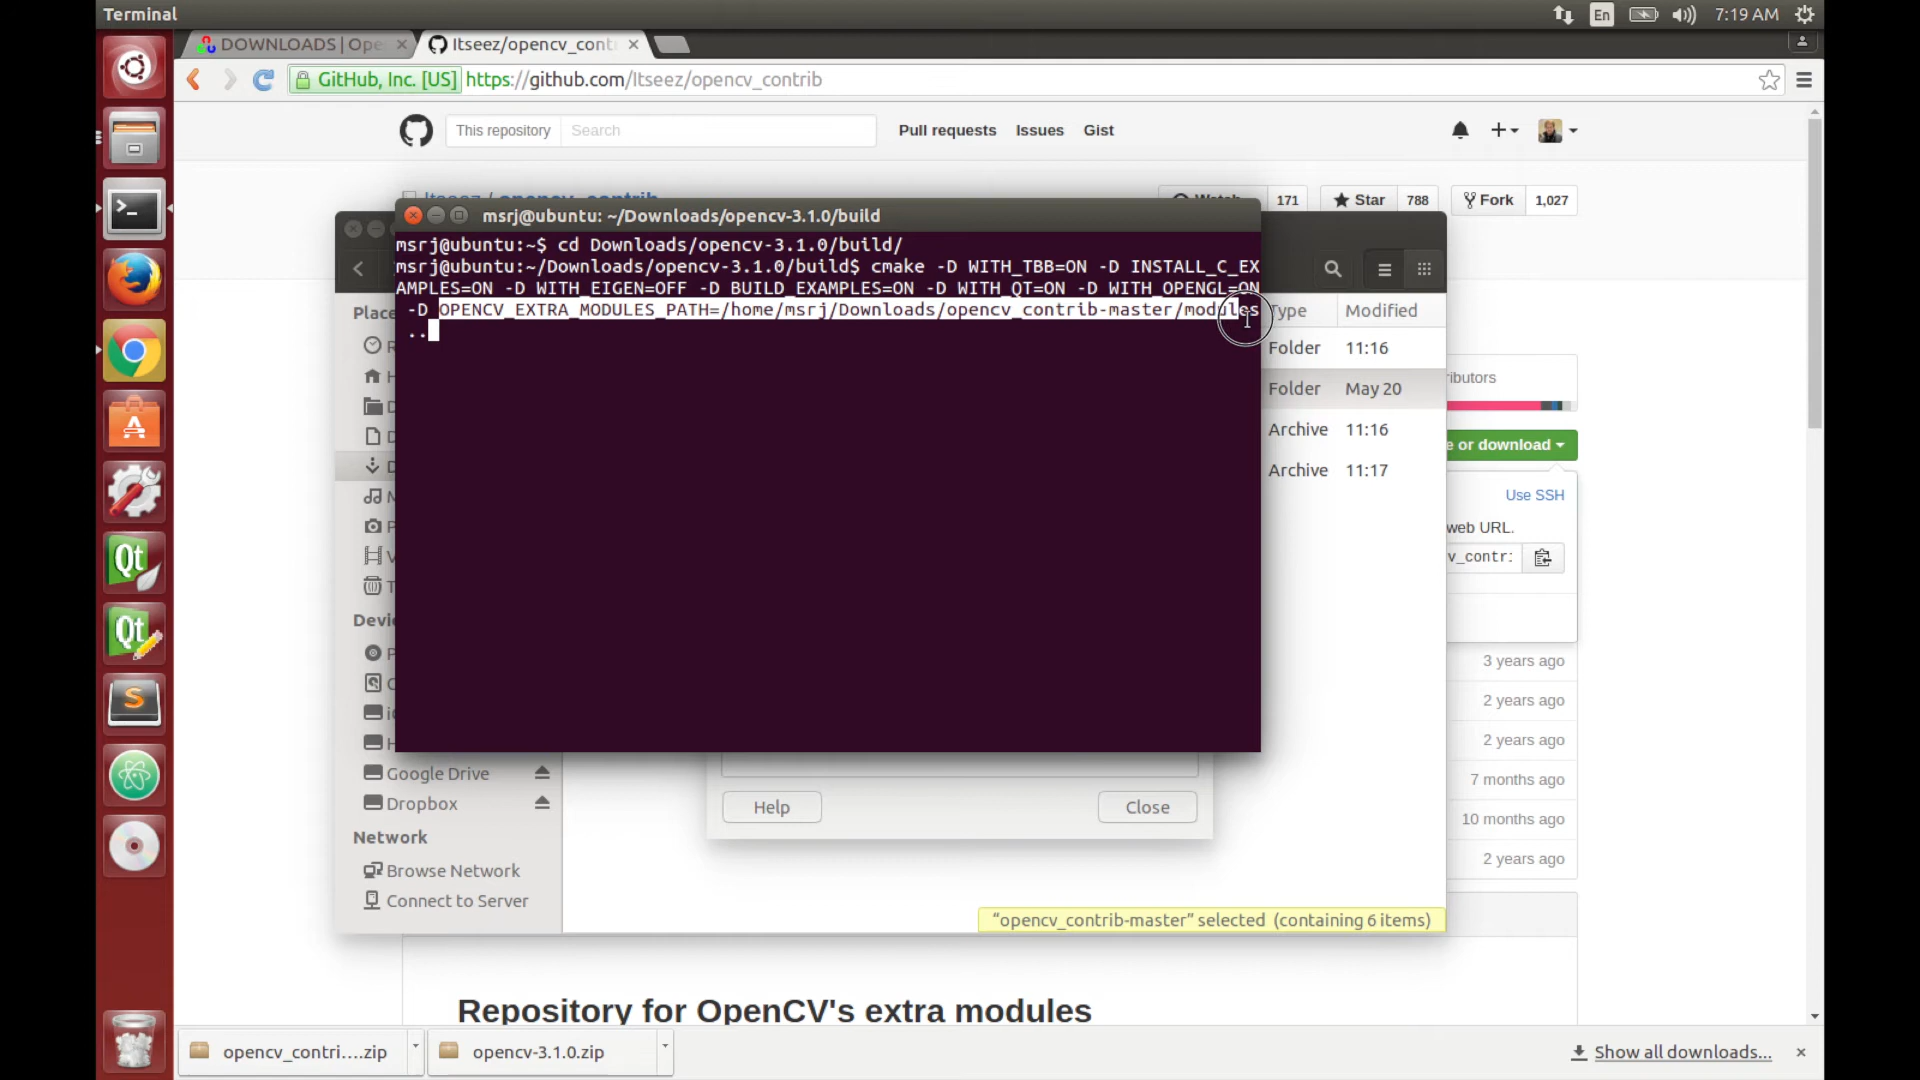 Terminal
En
7:19 AM
DOWNLOADS | Ope
Itseez/opencv_cont
GitHub, Inc. [US]
https://github.com/Itseez/opencv_contrib
This repository
Search
Pull requests
Issues
Gist
171
Star
788
Fork
1,027
msrj@ubuntu: ~/Downloads/opencv-3.1.0/build
msrj@ubuntu:~$ cd Downloads/opencv-3.1.0/build/
msrj@ubuntu:~/Downloads/opencv-3.1.0/build$ cmake -D WITH_TBB=ON -D INSTALL_C_EX
AMPLES=ON -D WITH_EIGEN=OFF -D BUILD_EXAMPLES=ON -D WITH_QT=ON -D WITH_OPENGL=ON
-D OPENCV_EXTRA_MODULES_PATH=/home/msrj/Downloads/opencv_contrib-master/modules
..
Place
Type
Modified
Folder
11:16
Folder
May 20
Archive
11:16
Archive
11:17
ributors
e or download
Use SSH
web URL.
v_contri
3 years ago
2 years ago
2 years ago
7 months ago
10 months ago
2 years ago
Devi
Google Drive
Dropbox
Network
Browse Network
Connect to Server
Help
Close
“opencv_contrib-master” selected (containing 6 items)
Repository for OpenCV's extra modules
opencv_contri....zip
opencv-3.1.0.zip
Show all downloads...